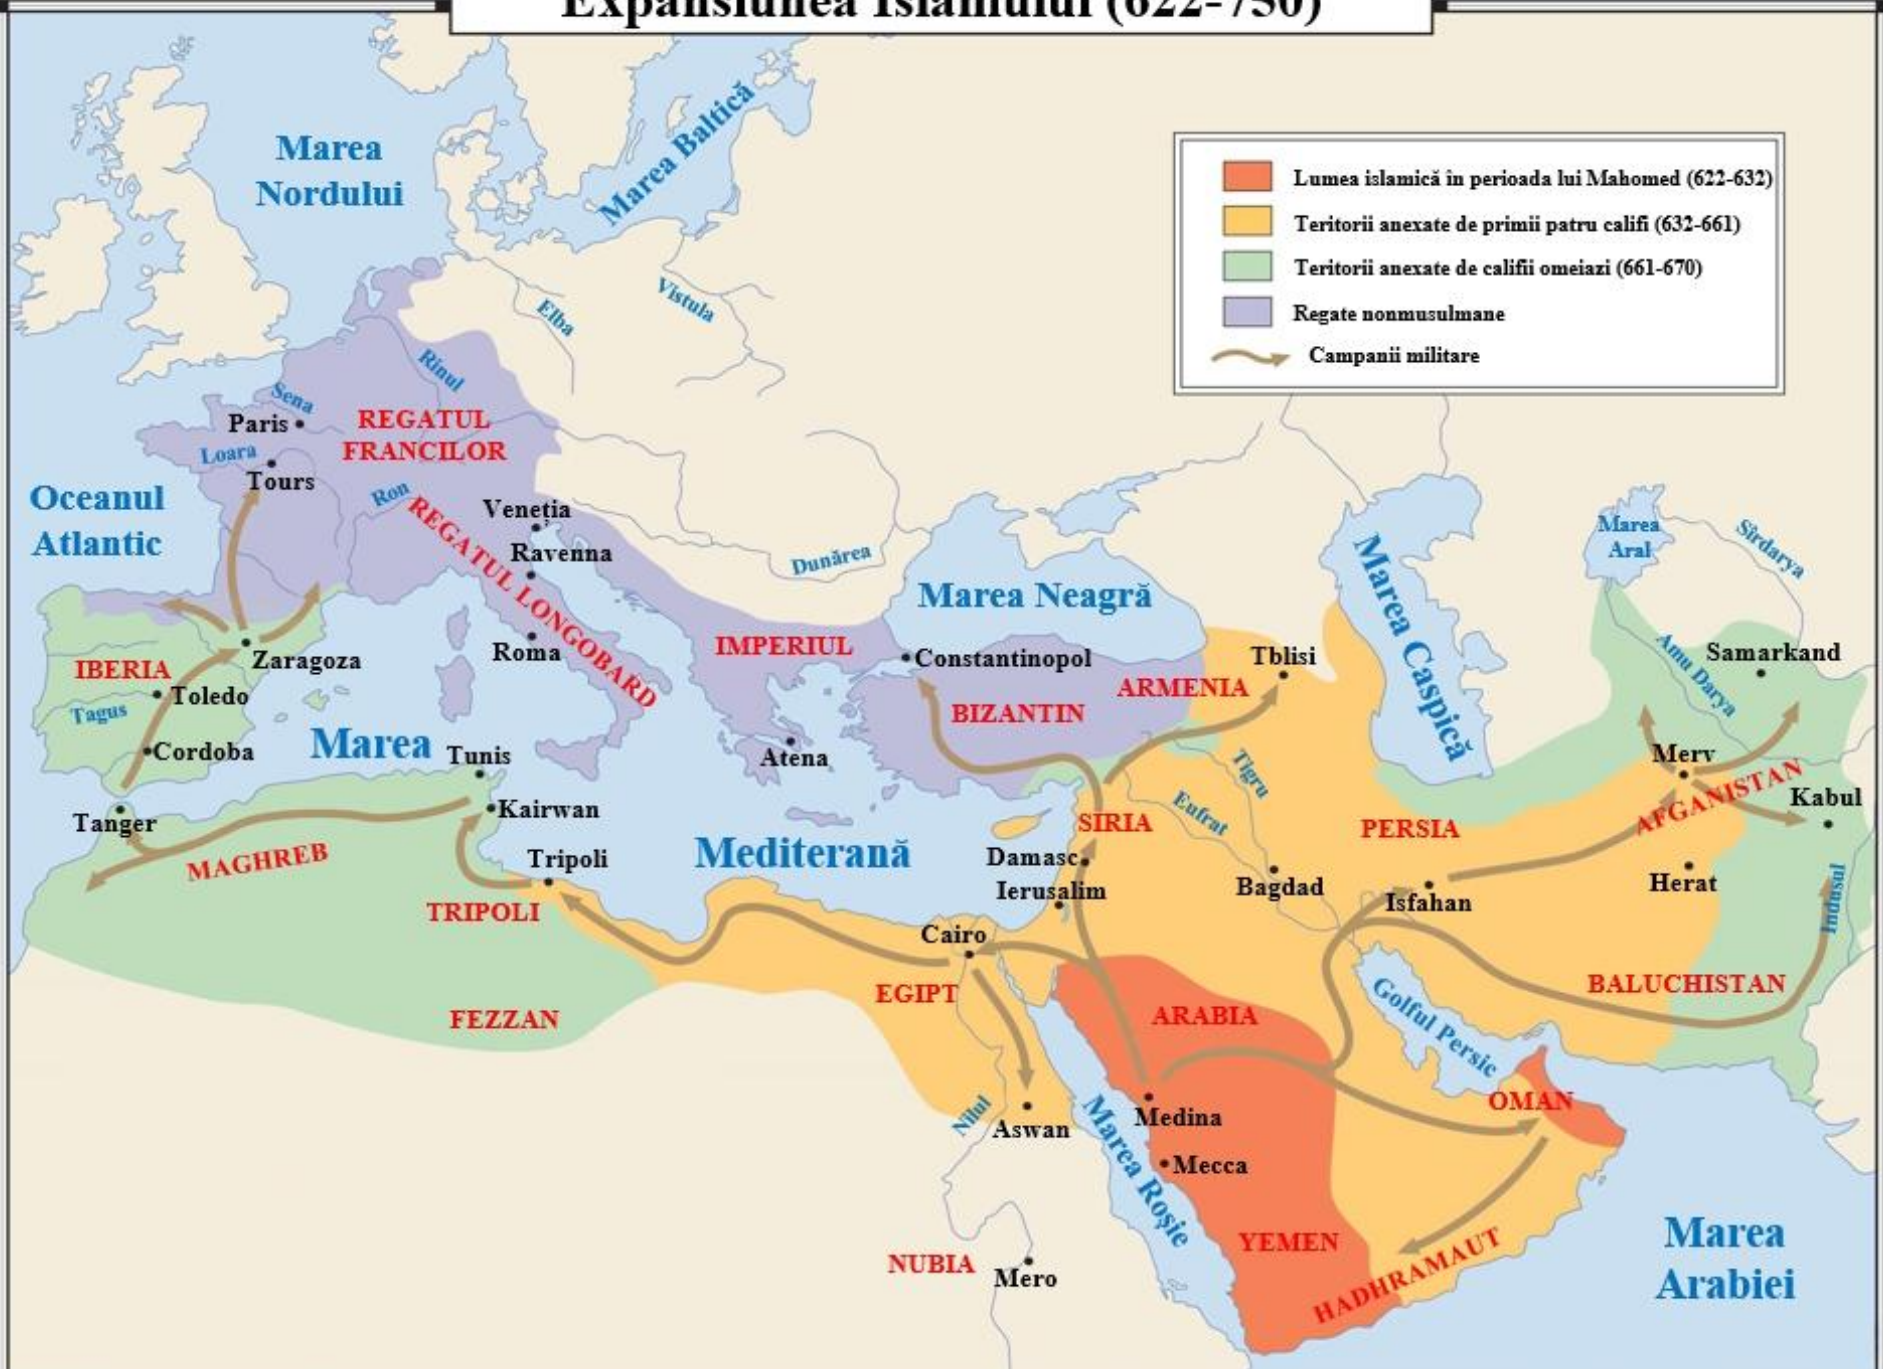 Expansiunea Islamului (622-750)
Lumea islamică în perioada lui Mahomed (622-632)
Teritorii anexate de primii patru califi (632-661)
Teritorii anexate de califii omeiazi (661-670)
Regate nonmusulmane
Campanii militare
Marea
Nordului
Marea Baltică
Elba
Vistula
Rinul
Sena
Paris
REGATUL
FRANCILOR
Loara
Tours
Ron
Oceanul
Atlantic
REGATUL LONGOBARD
Veneția
Ravenna
Roma
Dunărea
Marea Neagră
Marea Caspică
Marea
Aral
Sîrdarya
Amu Darya
Samarkand
IBERIA
Zaragoza
Toledo
Tagus
Cordoba
IMPERIUL
Constantinopol
BIZANTIN
ARMENIA
Tblisi
Atena
Marea
Mediterană
Tunis
Kairwan
Tanger
MAGHREB
Tripoli
TRIPOLI
FEZZAN
Tigru
Eufrat
SIRIA
Damasc
Ierusalim
Bagdad
PERSIA
Isfahan
Merv
AFGANISTAN
Kabul
Herat
Indusul
BALUCHISTAN
Cairo
EGIPT
Nilul
Aswan
Golful Persic
ARABIA
OMAN
Medina
Mecca
Marea Roșie
YEMEN
HADHRAMAUT
NUBIA
Mero
Marea
Arabiei